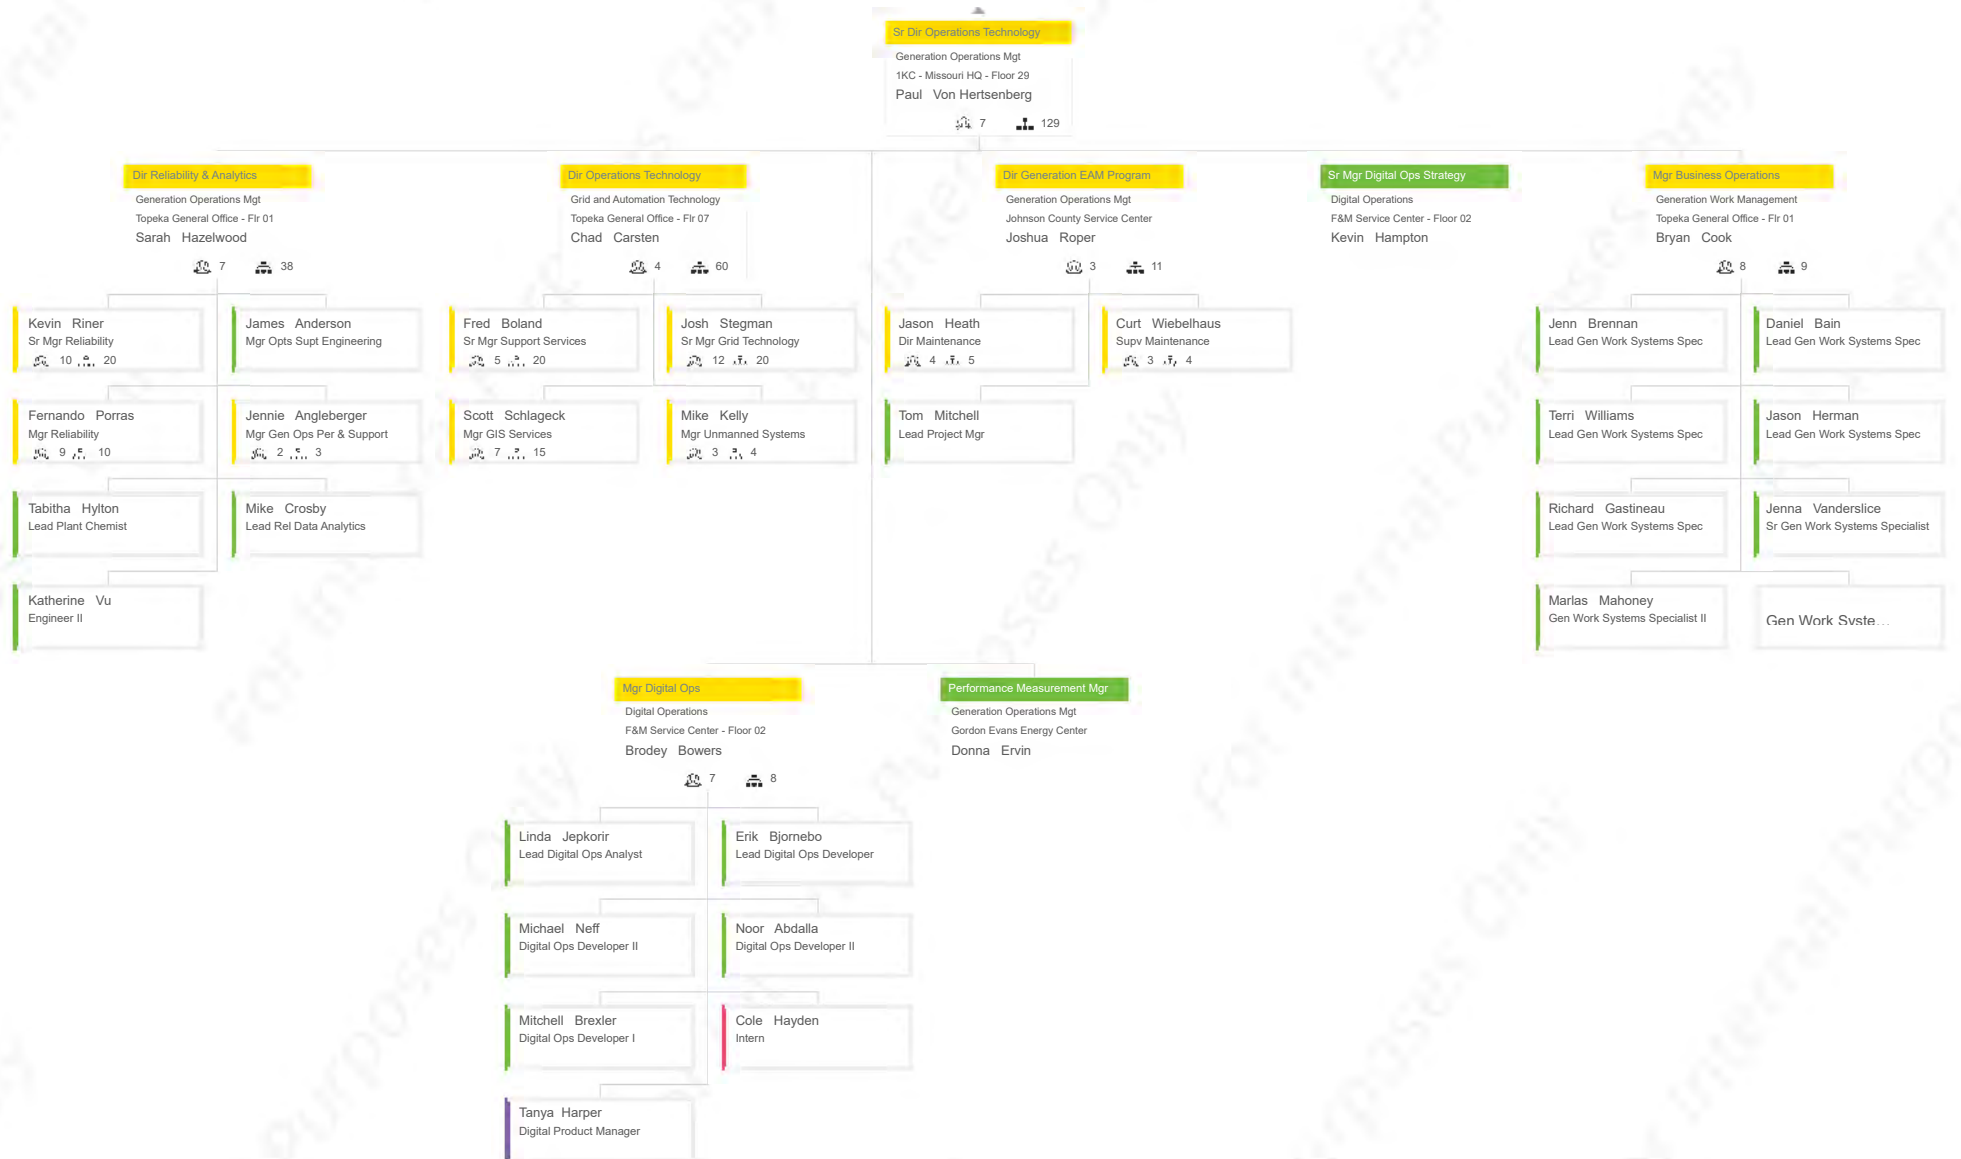 Sr Dir Operations Technology
Generation Operations Mgt
1KC - Missouri HQ - Floor 29
Paul Von Hertsenberg
7 129
Dir Reliability & Analytics
Generation Operations Mgt
Topeka General Office - Flr 01
Sarah Hazelwood
7 38
Kevin Riner
Sr Mgr Reliability
10 20
James Anderson
Mgr Opts Supt Engineering
Fernando Porras
Mgr Reliability
9 10
Jennie Angleberger
Mgr Gen Ops Per & Support
2 3
Tabitha Hylton
Lead Plant Chemist
Mike Crosby
Lead Rel Data Analytics
Katherine Vu
Engineer II
Dir Operations Technology
Grid and Automation Technology
Topeka General Office - Flr 07
Chad Carsten
4 60
Fred Boland
Sr Mgr Support Services
5 20
Josh Stegman
Sr Mgr Grid Technology
12 20
Scott Schlageck
Mgr GIS Services
7 15
Mike Kelly
Mgr Unmanned Systems
3 4
Dir Generation EAM Program
Generation Operations Mgt
Johnson County Service Center
Joshua Roper
3 11
Jason Heath
Dir Maintenance
4 5
Curt Wiebelhaus
Supv Maintenance
3 4
Tom Mitchell
Lead Project Mgr
Sr Mgr Digital Ops Strategy
Digital Operations
F&M Service Center - Floor 02
Kevin Hampton
Mgr Business Operations
Generation Work Management
Topeka General Office - Flr 01
Bryan Cook
8 9
Jenn Brennan
Lead Gen Work Systems Spec
Daniel Bain
Lead Gen Work Systems Spec
Terri Williams
Lead Gen Work Systems Spec
Jason Herman
Lead Gen Work Systems Spec
Richard Gastineau
Lead Gen Work Systems Spec
Jenna Vanderslice
Sr Gen Work Systems Specialist
Marlas Mahoney
Gen Work Systems Specialist II
Gen Work Syste…
Mgr Digital Ops
Digital Operations
F&M Service Center - Floor 02
Brodey Bowers
7 8
Linda Jepkorir
Lead Digital Ops Analyst
Erik Bjornebo
Lead Digital Ops Developer
Michael Neff
Digital Ops Developer II
Noor Abdalla
Digital Ops Developer II
Mitchell Brexler
Digital Ops Developer I
Cole Hayden
Intern
Tanya Harper
Digital Product Manager
Performance Measurement Mgr
Generation Operations Mgt
Gordon Evans Energy Center
Donna Ervin
For Internal Purposes Only